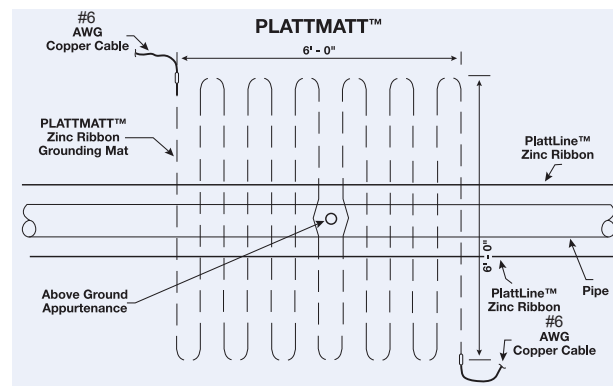 PLATTMATT™
#6
AWG
Copper Cable
6' - 0"
PLATTMATT™
Zinc Ribbon
Grounding Mat
PlattLine™
Zinc Ribbon
6' - 0"
Above Ground
Appurtenance
PlattLine™
Zinc Ribbon
Pipe
#6
AWG
Copper Cable